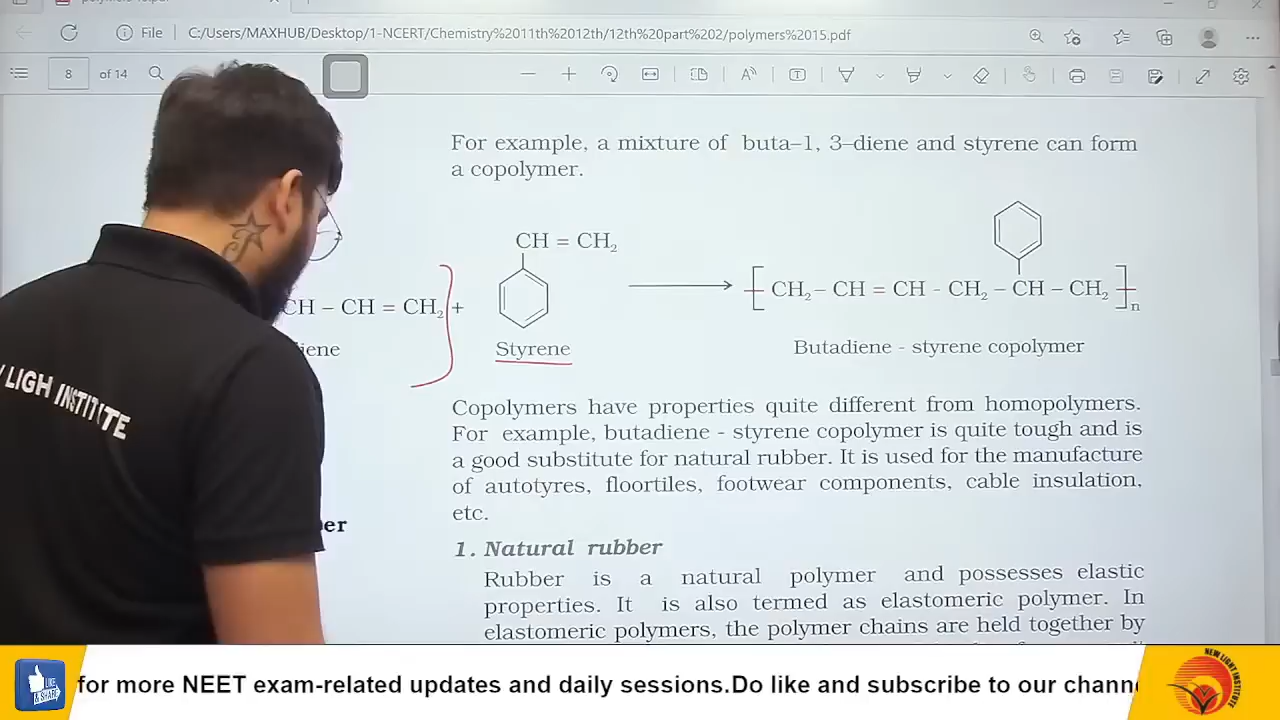 File C:/Users/MAXHUB/Desktop/1-NCERT/Chemistry%2011th%2012th/12th%20part%202/polymers%2015.pdf
8 of 14
For example, a mixture of buta–1, 3–diene and styrene can form
a copolymer.
CH = CH2
CH – CH = CH2 +
CH2 – CH = CH - CH2 – CH – CH2 n
Styrene
Butadiene - styrene copolymer
Copolymers have properties quite different from homopolymers.
For example, butadiene - styrene copolymer is quite tough and is
a good substitute for natural rubber. It is used for the manufacture
of autotyres, floortiles, footwear components, cable insulation,
etc.
1. Natural rubber
Rubber is a natural polymer and possesses elastic
properties. It is also termed as elastomeric polymer. In
elastomeric polymers, the polymer chains are held together by
LIGH INSTITUTE
LIKE & SHARE
for more NEET exam-related updates and daily sessions.Do like and subscribe to our chann
NEW LIGHT INSTITUTE